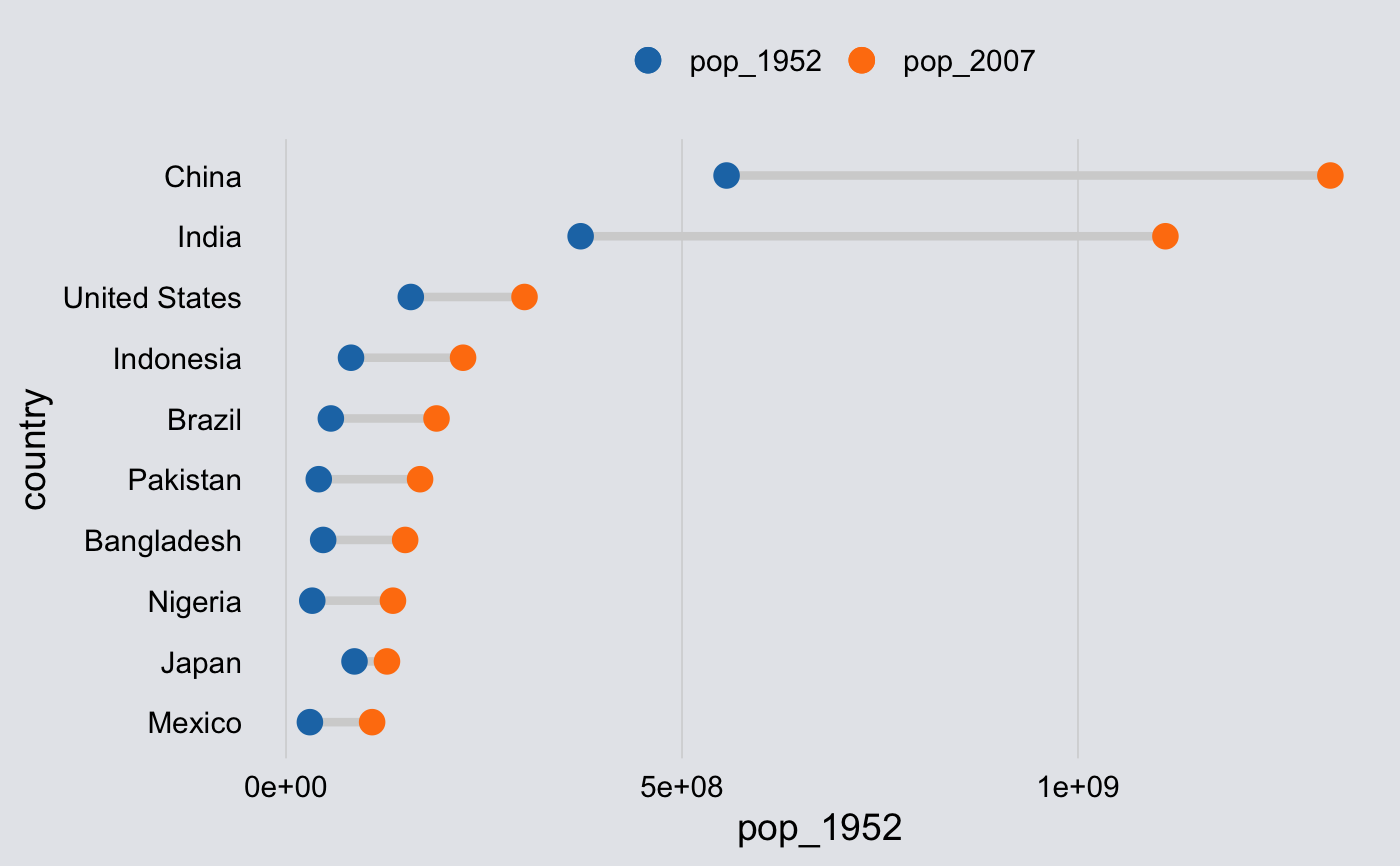 pop_1952 pop_2007
China
India
United States
Indonesia
Brazil
Pakistan
Bangladesh
Nigeria
Japan
Mexico
country
0e+00 5e+08 1e+09
pop_1952